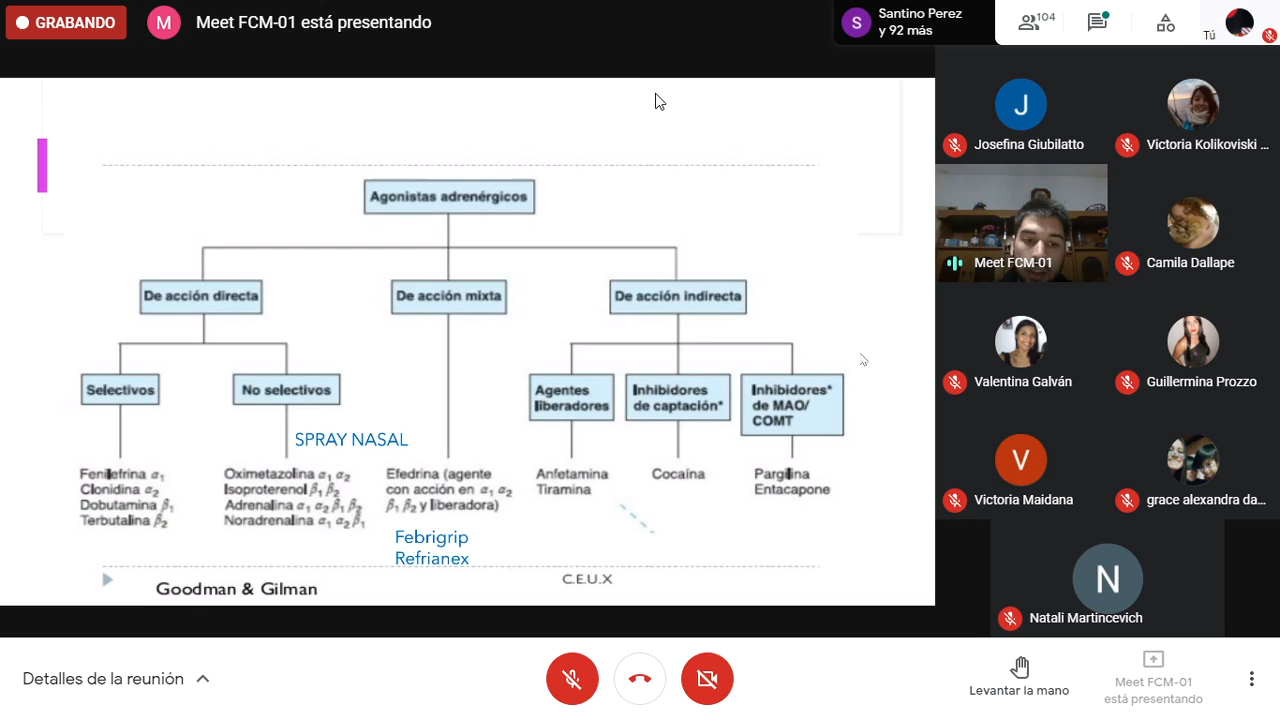 GRABANDO
M
Meet FCM-01 está presentando
S
Santino Perez
y 92 más
104
Tú
Agonistas adrenérgicos
De acción directa
De acción mixta
De acción indirecta
Selectivos
No selectivos
Agentes
liberadores
Inhibidores
de captación*
Inhibidores*
de MAO/
COMT
SPRAY NASAL
Fenilefrina α1
Clonidina α2
Dobutamina β1
Terbutalina β2
Oximetazolina α1 α2
Isoproterenol β1 β2
Adrenalina α1 α2 β1 β2
Noradrenalina α1 α2 β1
Efedrina (agente
con acción en α1 α2
β1 β2 y liberadora)
Anfetamina
Tiramina
Cocaína
Pargilina
Entacapone
Febrigrip
Refrianex
Goodman & Gilman
C.E.U.X
J
Josefina Giubilatto
Victoria Kolikoviski ...
Meet FCM-01
Camila Dallape
Valentina Galván
Guillermina Prozzo
V
Victoria Maidana
grace alexandra da...
N
Natali Martincevich
Detalles de la reunión
Levantar la mano
Meet FCM-01
está presentando